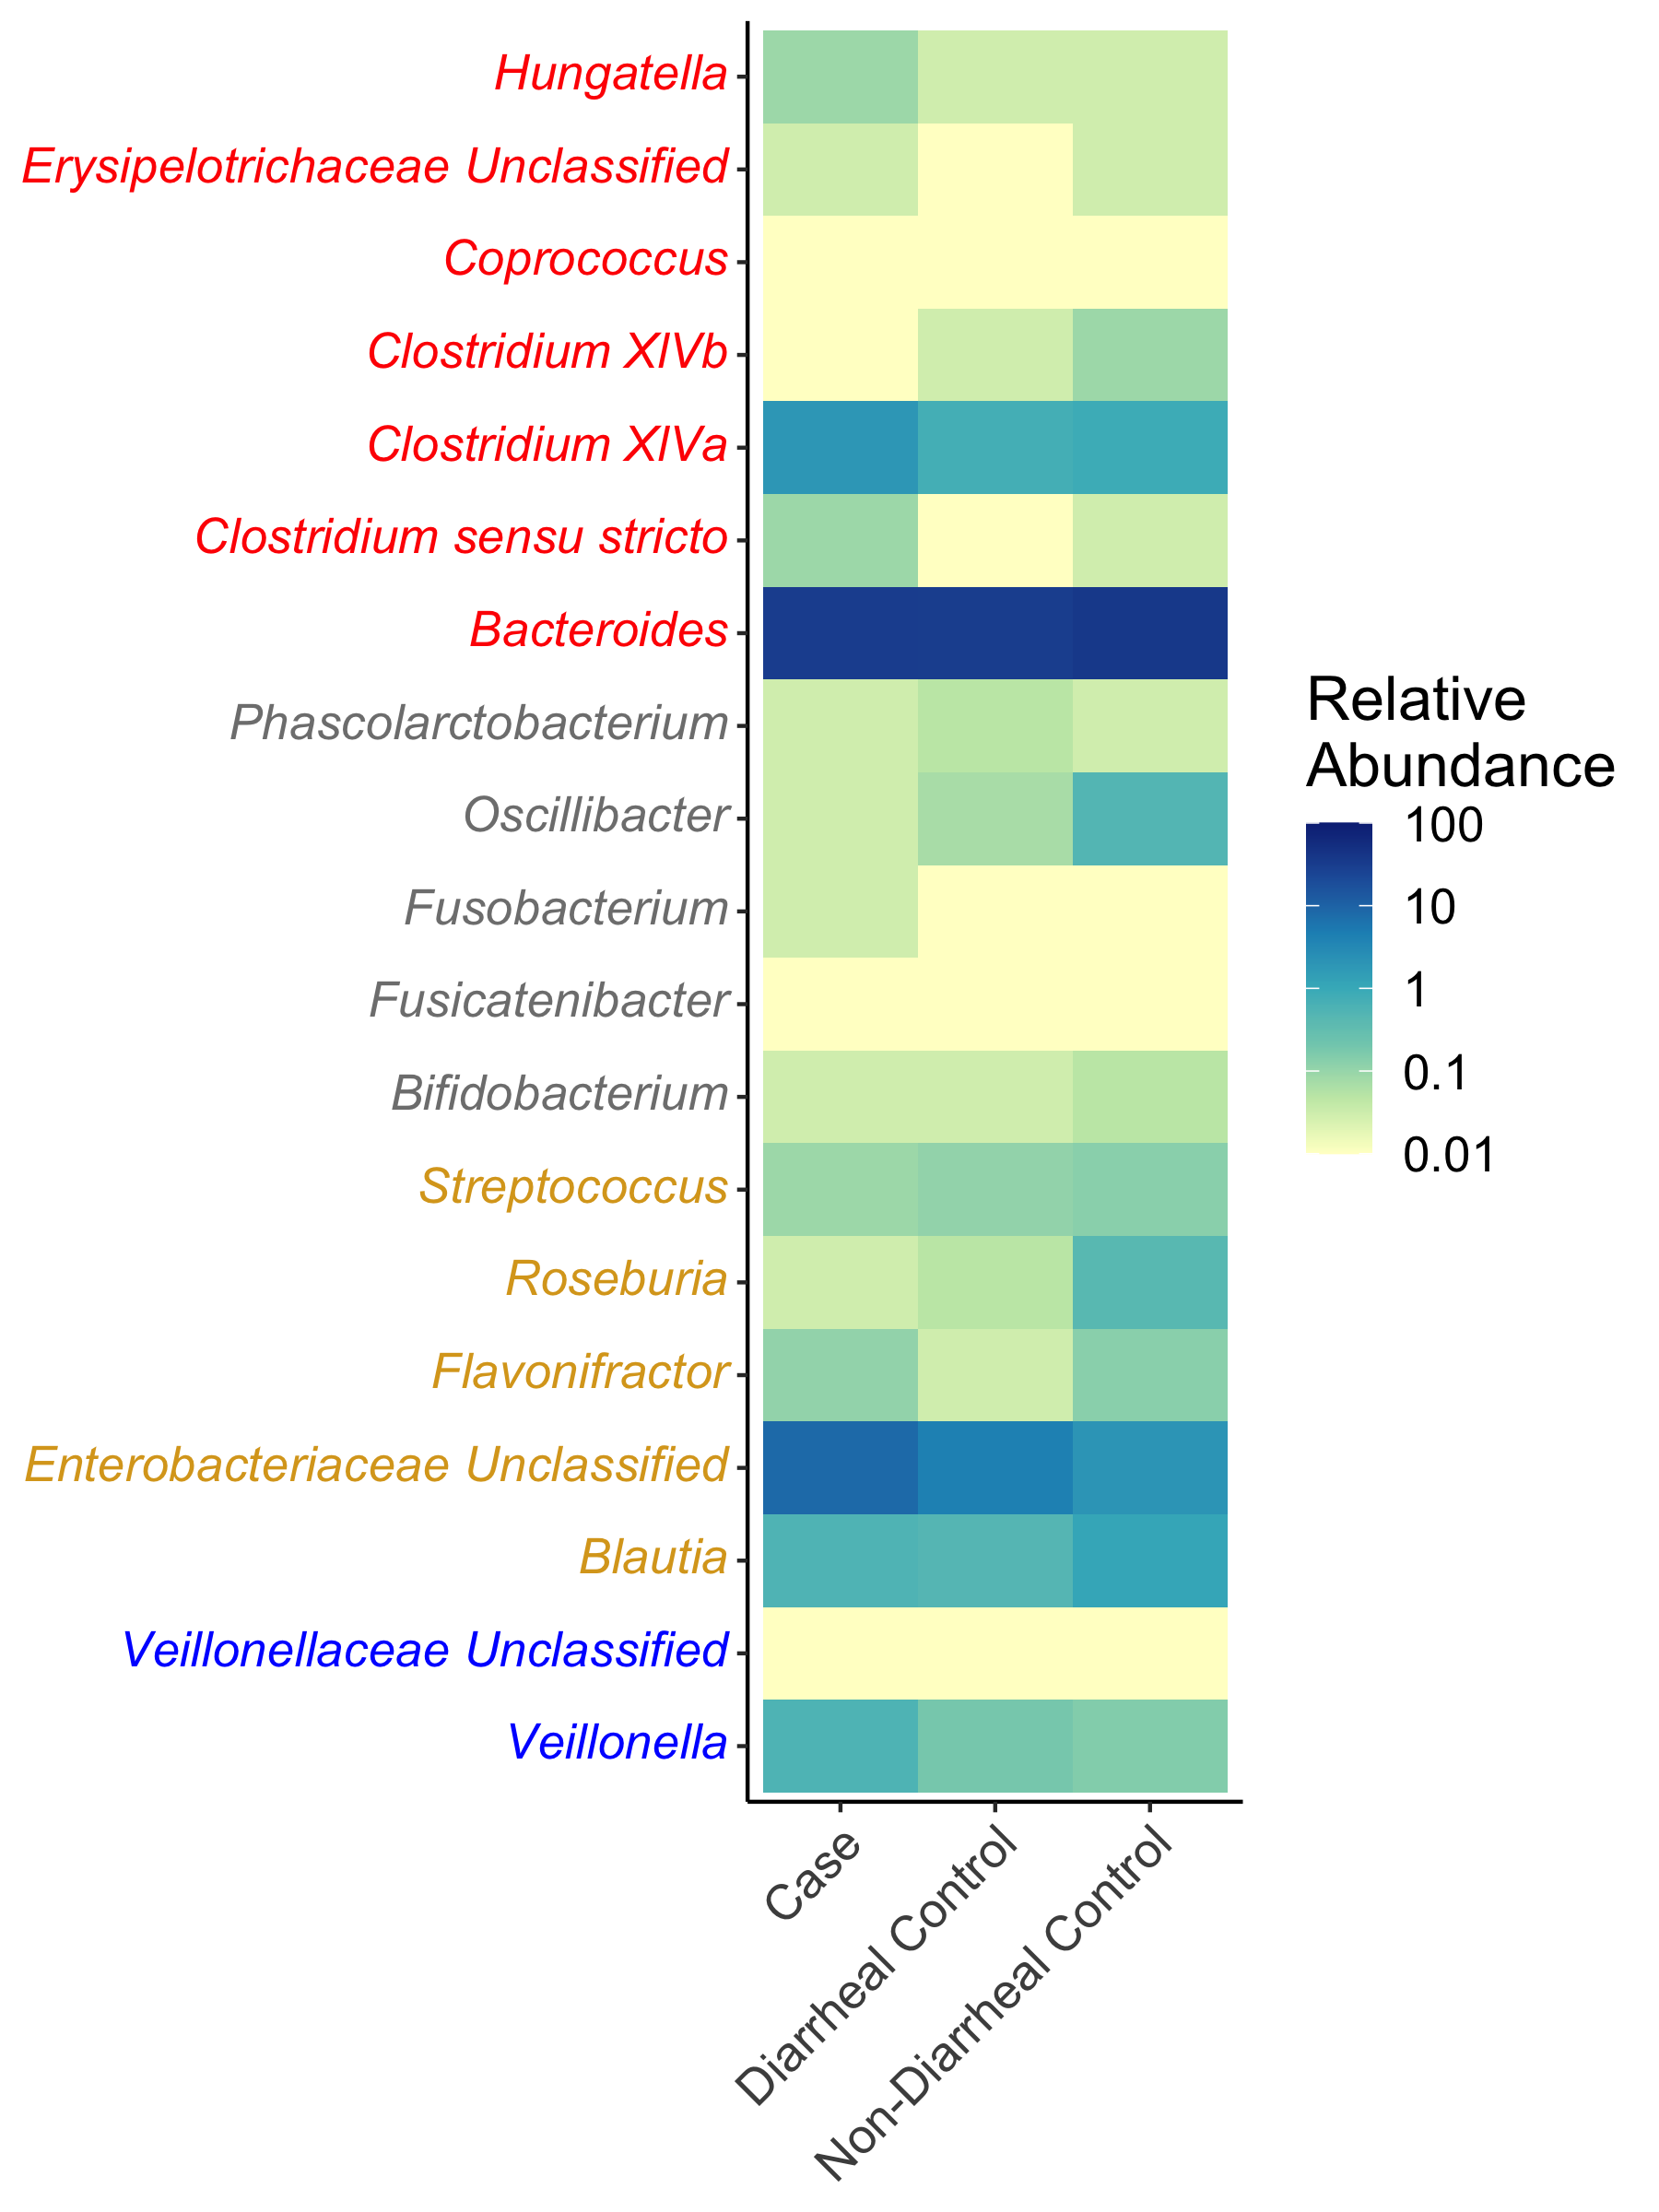 Hungatella
Erysipelotrichaceae Unclassified
Coprococcus
Clostridium XIVb
Clostridium XIVa
Clostridium sensu stricto
Bacteroides
Phascolarctobacterium
Oscillibacter
Fusobacterium
Fusicatenibacter
Bifidobacterium
Streptococcus
Roseburia
Flavonifractor
Enterobacteriaceae Unclassified
Blautia
Veillonellaceae Unclassified
Veillonella
Case
Diarrheal Control
Non-Diarrheal Control
Relative
Abundance
100
10
1
0.1
0.01